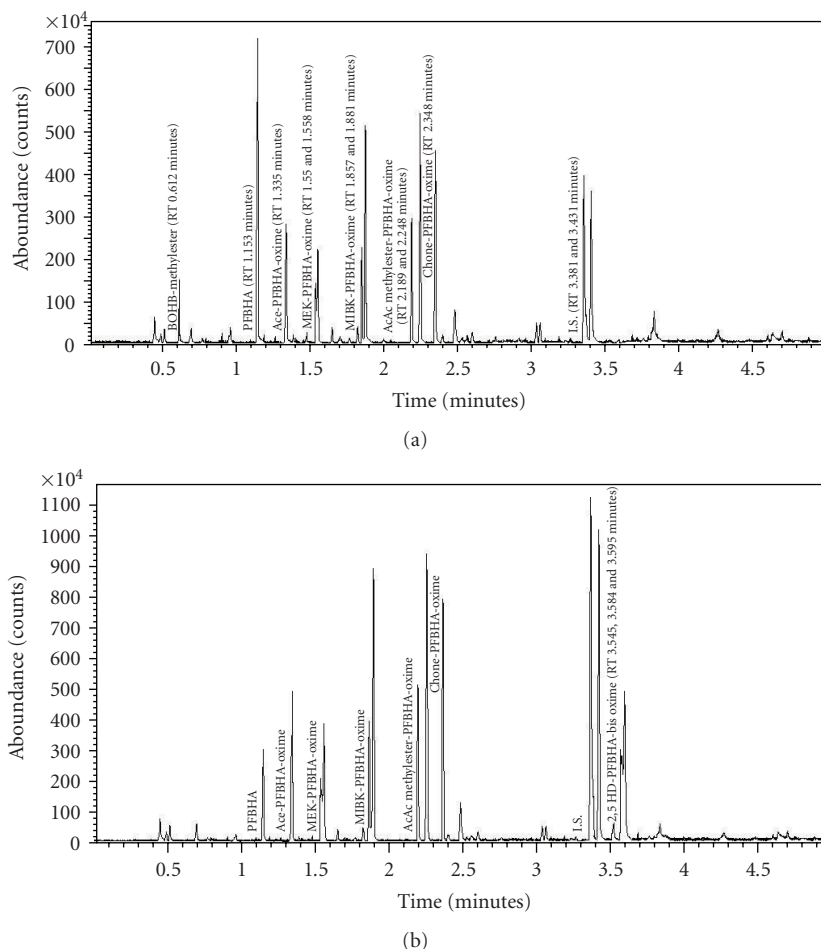 ×10⁴
700
600
500
400
300
200
100
0
Aboundance (counts)
BOHB-methylester (RT 0.612 minutes)
PFBHA (RT 1.153 minutes)
Ace-PFBHA-oxime (RT 1.335 minutes)
MEK-PFBHA-oxime (RT 1.55 and 1.558 minutes)
MIBK-PFBHA-oxime (RT 1.857 and 1.881 minutes)
AcAc methylester-PFBHA-oxime
(RT 2.189 and 2.248 minutes)
Chone-PFBHA-oxime (RT 2.348 minutes)
I.S. (RT 3.381 and 3.431 minutes)
0 0.5 1 1.5 2 2.5 3 3.5 4 4.5
Time (minutes)
(a)
×10⁴
1100
1000
900
800
700
600
500
400
300
200
100
0
Aboundance (counts)
PFBHA
Ace-PFBHA-oxime
MEK-PFBHA-oxime
MIBK-PFBHA-oxime
AcAc methylester-PFBHA-oxime
Chone-PFBHA-oxime
I.S.
2,5 HD-PFBHA-bis oxime (RT 3.545, 3.584 and 3.595 minutes)
0.5 1 1.5 2 2.5 3 3.5 4 4.5
Time (minutes)
(b)